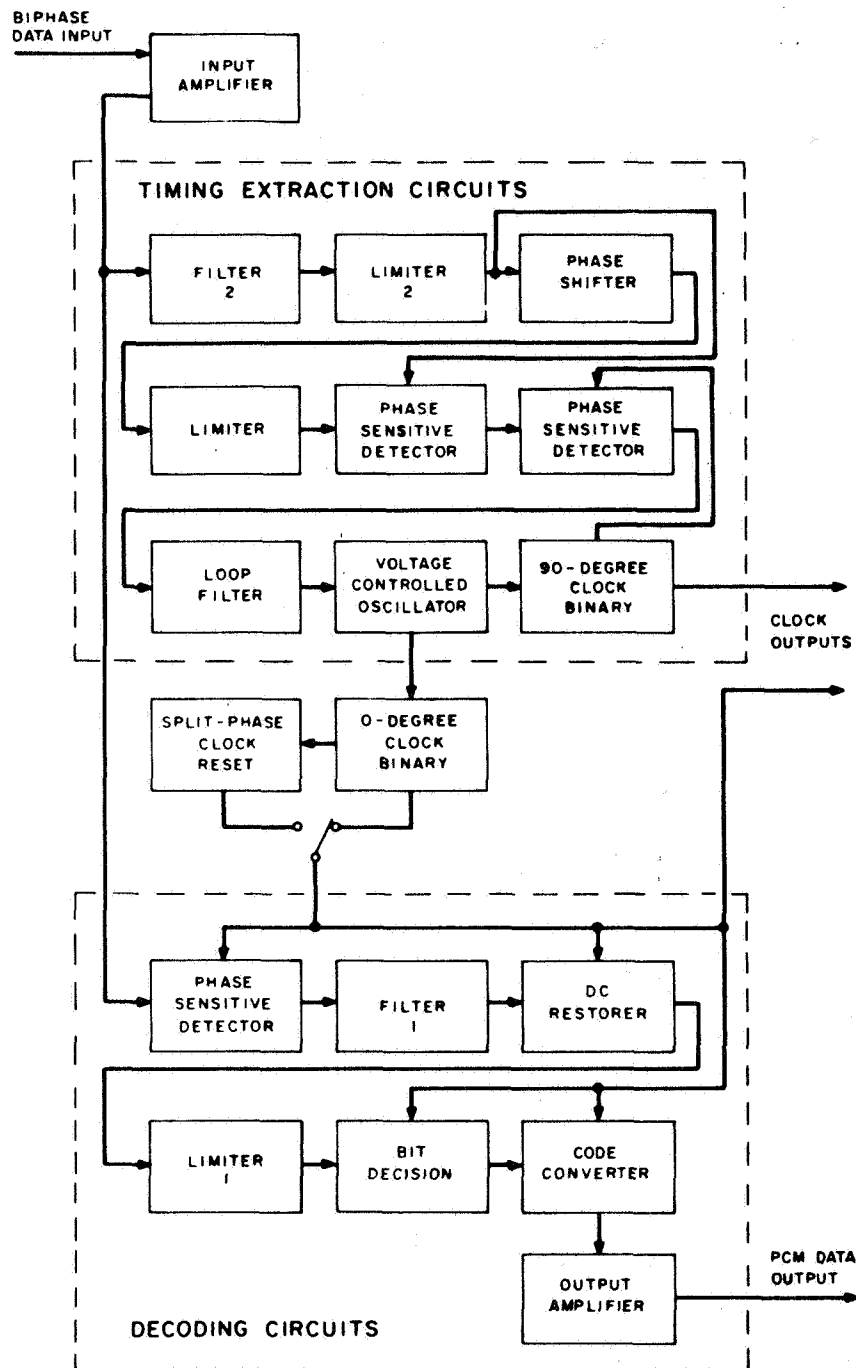 BIPHASE
DATA INPUT
INPUT
AMPLIFIER
TIMING EXTRACTION CIRCUITS
FILTER
2
LIMITER
2
PHASE
SHIFTER
LIMITER
PHASE
SENSITIVE
DETECTOR
PHASE
SENSITIVE
DETECTOR
LOOP
FILTER
VOLTAGE
CONTROLLED
OSCILLATOR
90-DEGREE
CLOCK
BINARY
CLOCK
OUTPUTS
SPLIT-PHASE
CLOCK
RESET
0-DEGREE
CLOCK
BINARY
PHASE
SENSITIVE
DETECTOR
FILTER
1
DC
RESTORER
LIMITER
1
BIT
DECISION
CODE
CONVERTER
OUTPUT
AMPLIFIER
PCM DATA
OUTPUT
DECODING CIRCUITS